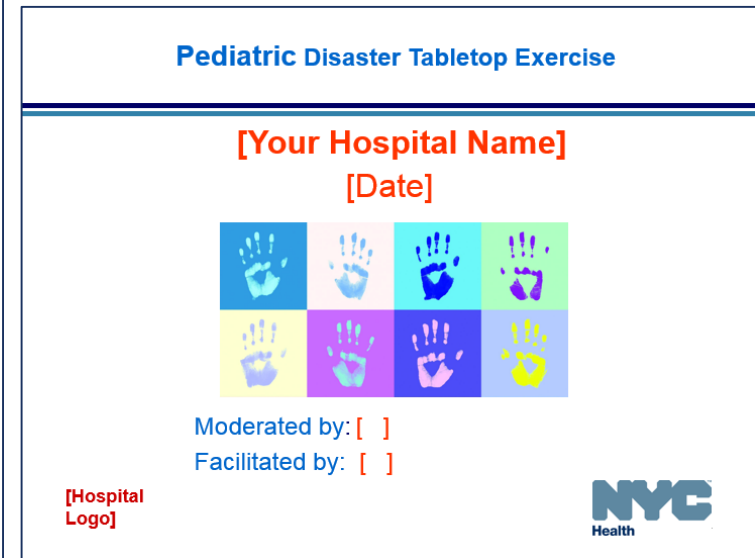 Pediatric Disaster Tabletop Exercise
[Your Hospital Name]
[Date]
Moderated by: [ ]
Facilitated by: [ ]
[Hospital
Logo]
NYC
Health